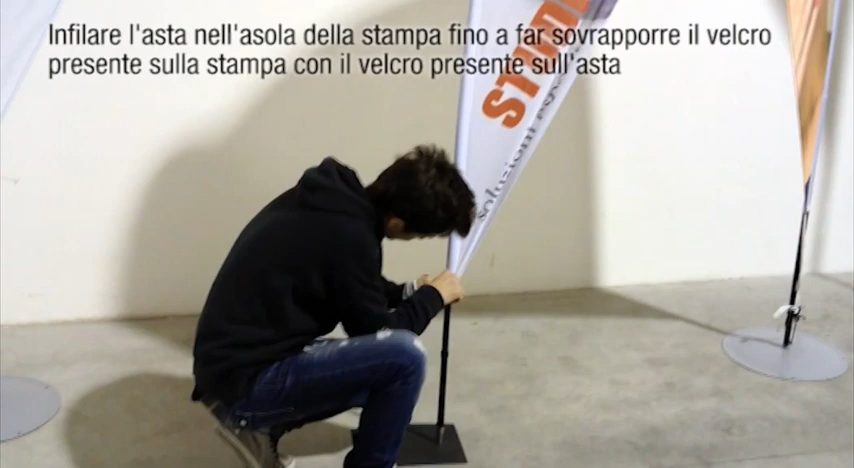 Infilare l'asta nell'asola della stampa fino a far sovrapporre il velcro
presente sulla stampa con il velcro presente sull'asta
soluzioni